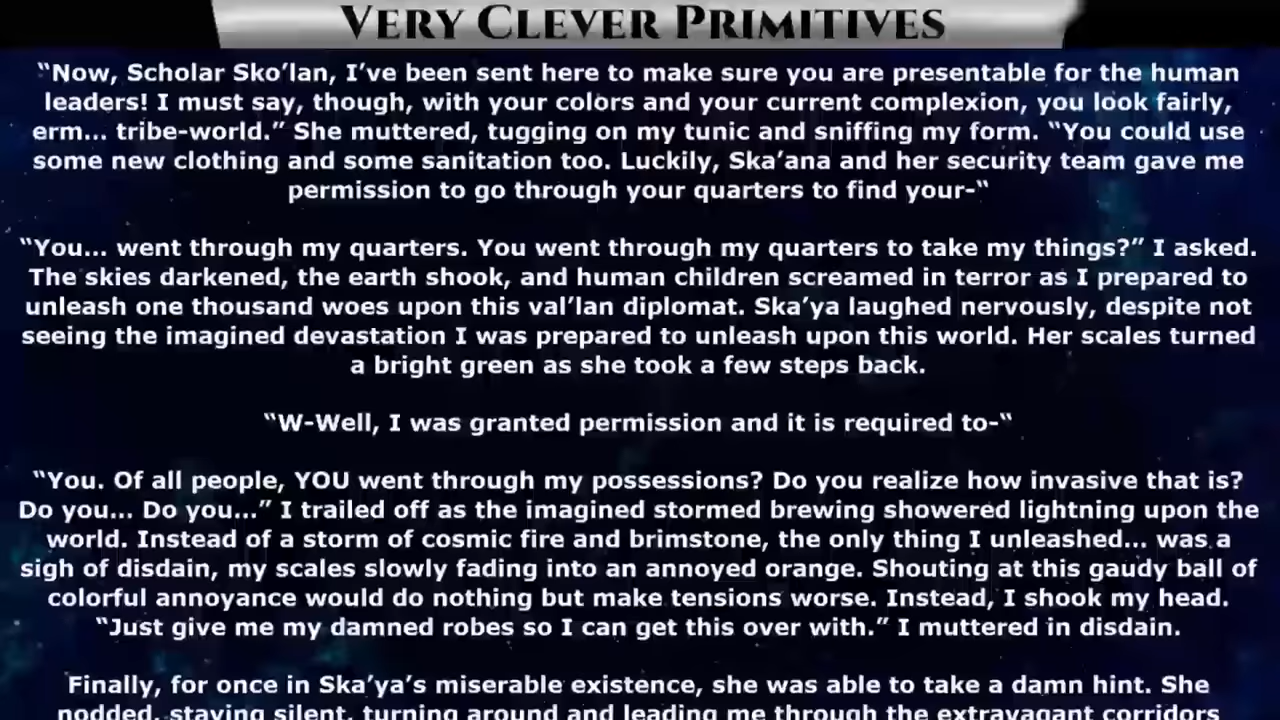 VERY CLEVER PRIMITIVES
“Now, Scholar Sko’lan, I’ve been sent here to make sure you are presentable for the human
leaders! I must say, though, with your colors and your current complexion, you look fairly,
erm... tribe-world.” She muttered, tugging on my tunic and sniffing my form. “You could use
some new clothing and some sanitation too. Luckily, Ska’ana and her security team gave me
permission to go through your quarters to find your-“
“You... went through my quarters. You went through my quarters to take my things?” I asked.
The skies darkened, the earth shook, and human children screamed in terror as I prepared to
unleash one thousand woes upon this val’lan diplomat. Ska’ya laughed nervously, despite not
seeing the imagined devastation I was prepared to unleash upon this world. Her scales turned
a bright green as she took a few steps back.
“W-Well, I was granted permission and it is required to-“
“You. Of all people, YOU went through my possessions? Do you realize how invasive that is?
Do you... Do you...” I trailed off as the imagined stormed brewing showered lightning upon the
world. Instead of a storm of cosmic fire and brimstone, the only thing I unleashed... was a
sigh of disdain, my scales slowly fading into an annoyed orange. Shouting at this gaudy ball of
colorful annoyance would do nothing but make tensions worse. Instead, I shook my head.
“Just give me my damned robes so I can get this over with.” I muttered in disdain.
Finally, for once in Ska’ya’s miserable existence, she was able to take a damn hint. She
nodded, staying silent, turning around and leading me through the extravagant corridors